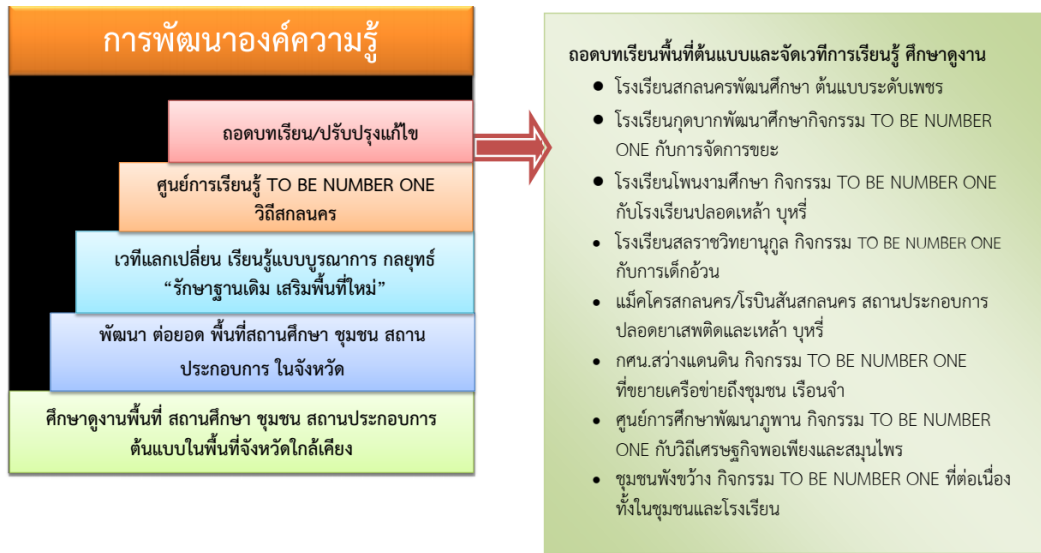 การพัฒนาองค์ความรู้
ถอดบทเรียน/ปรับปรุงแก้ไข
ศูนย์การเรียนรู้ TO BE NUMBER ONE
วิถีสกลนคร
เวทีแลกเปลี่ยน เรียนรู้แบบบูรณาการ กลยุทธ์
“รักษาฐานเดิม เสริมพื้นที่ใหม่”
พัฒนา ต่อยอด พื้นที่สถานศึกษา ชุมชน สถาน
ประกอบการ ในจังหวัด
ศึกษาดูงานพื้นที่ สถานศึกษา ชุมชน สถานประกอบการ
ต้นแบบในพื้นที่จังหวัดใกล้เคียง
ถอดบทเรียนพื้นที่ต้นแบบและจัดเวทีการเรียนรู้ ศึกษาดูงาน
• โรงเรียนสกลนครพัฒนศึกษา ต้นแบบระดับเพชร
• โรงเรียนกุดบากพัฒนาศึกษากิจกรรม TO BE NUMBER
ONE กับการจัดการขยะ
• โรงเรียนโพนงามศึกษา กิจกรรม TO BE NUMBER ONE
กับโรงเรียนปลอดเหล้า บุหรี่
• โรงเรียนสลราชวิทยานุกูล กิจกรรม TO BE NUMBER ONE
กับการเด็กอ้วน
• แม็คโครสกลนคร/โรบินสันสกลนคร สถานประกอบการ
ปลอดยาเสพติดและเหล้า บุหรี่
• กศน.สว่างแดนดิน กิจกรรม TO BE NUMBER ONE
ที่ขยายเครือข่ายถึงชุมชน เรือนจำ
• ศูนย์การศึกษาพัฒนาภูพาน กิจกรรม TO BE NUMBER
ONE กับวิถีเศรษฐกิจพอเพียงและสมุนไพร
• ชุมชนพังขว้าง กิจกรรม TO BE NUMBER ONE ที่ต่อเนื่อง
ทั้งในชุมชนและโรงเรียน